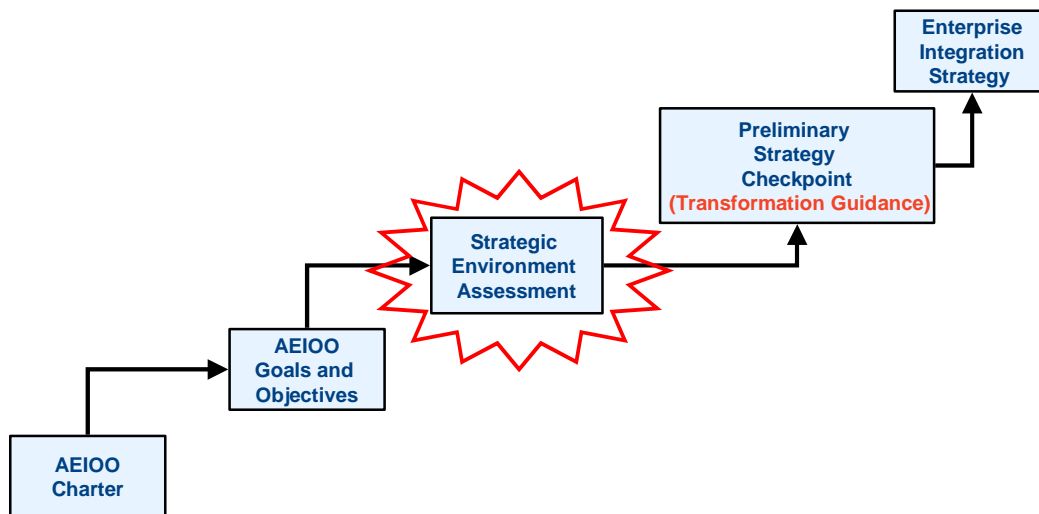 Enterprise
Integration
Strategy
Preliminary
Strategy
Checkpoint
(Transformation Guidance)
Strategic
Environment
Assessment
AEIOO
Goals and
Objectives
AEIOO
Charter